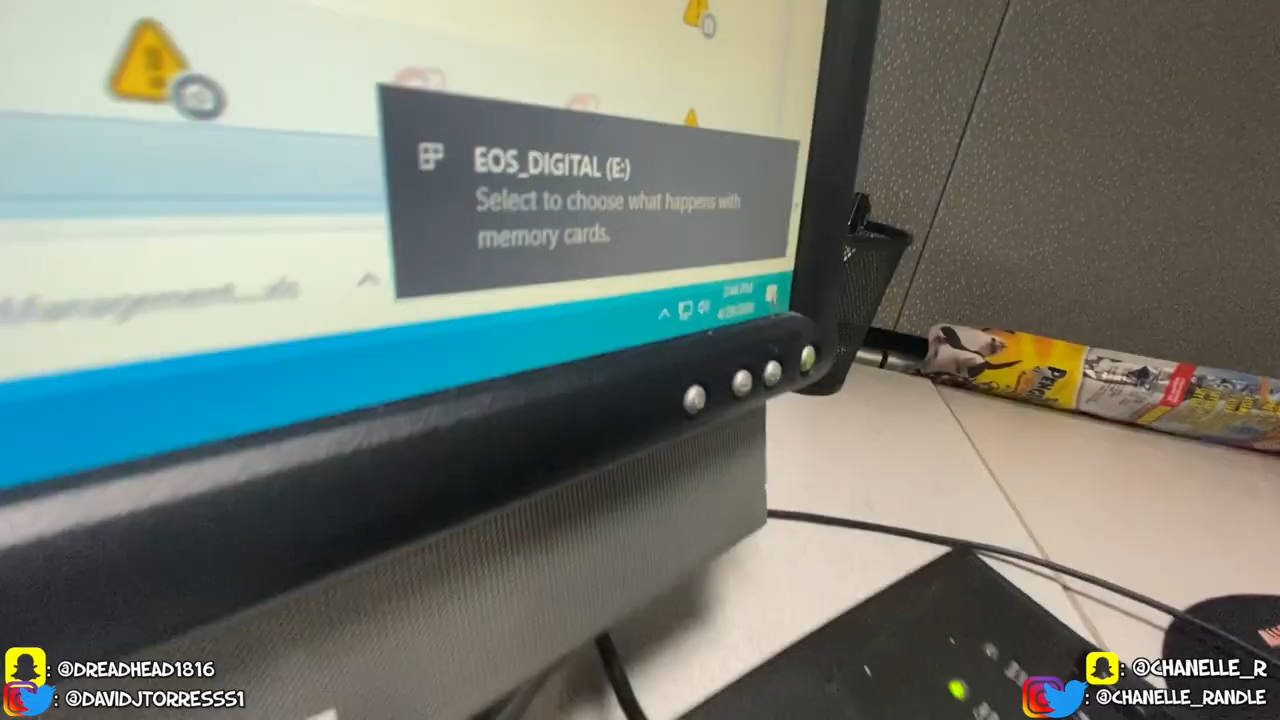 EOS_DIGITAL (E:)
Select to choose what happens with
memory cards.
: @DREADHEAD1816
: @DAVIDJTORRESSS1
: @CHANELLE_R
: @CHANELLE_RANDLE